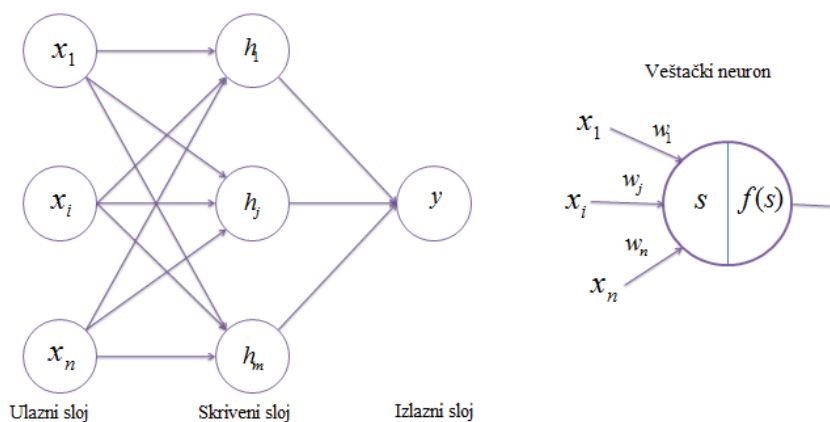 x₁
h₁
xᵢ
hⱼ
y
xₙ
hₘ
Ulazni sloj
Skriveni sloj
Izlazni sloj
Veštački neuron
x₁
w₁
xᵢ
wⱼ
s
f(s)
wₙ
xₙ